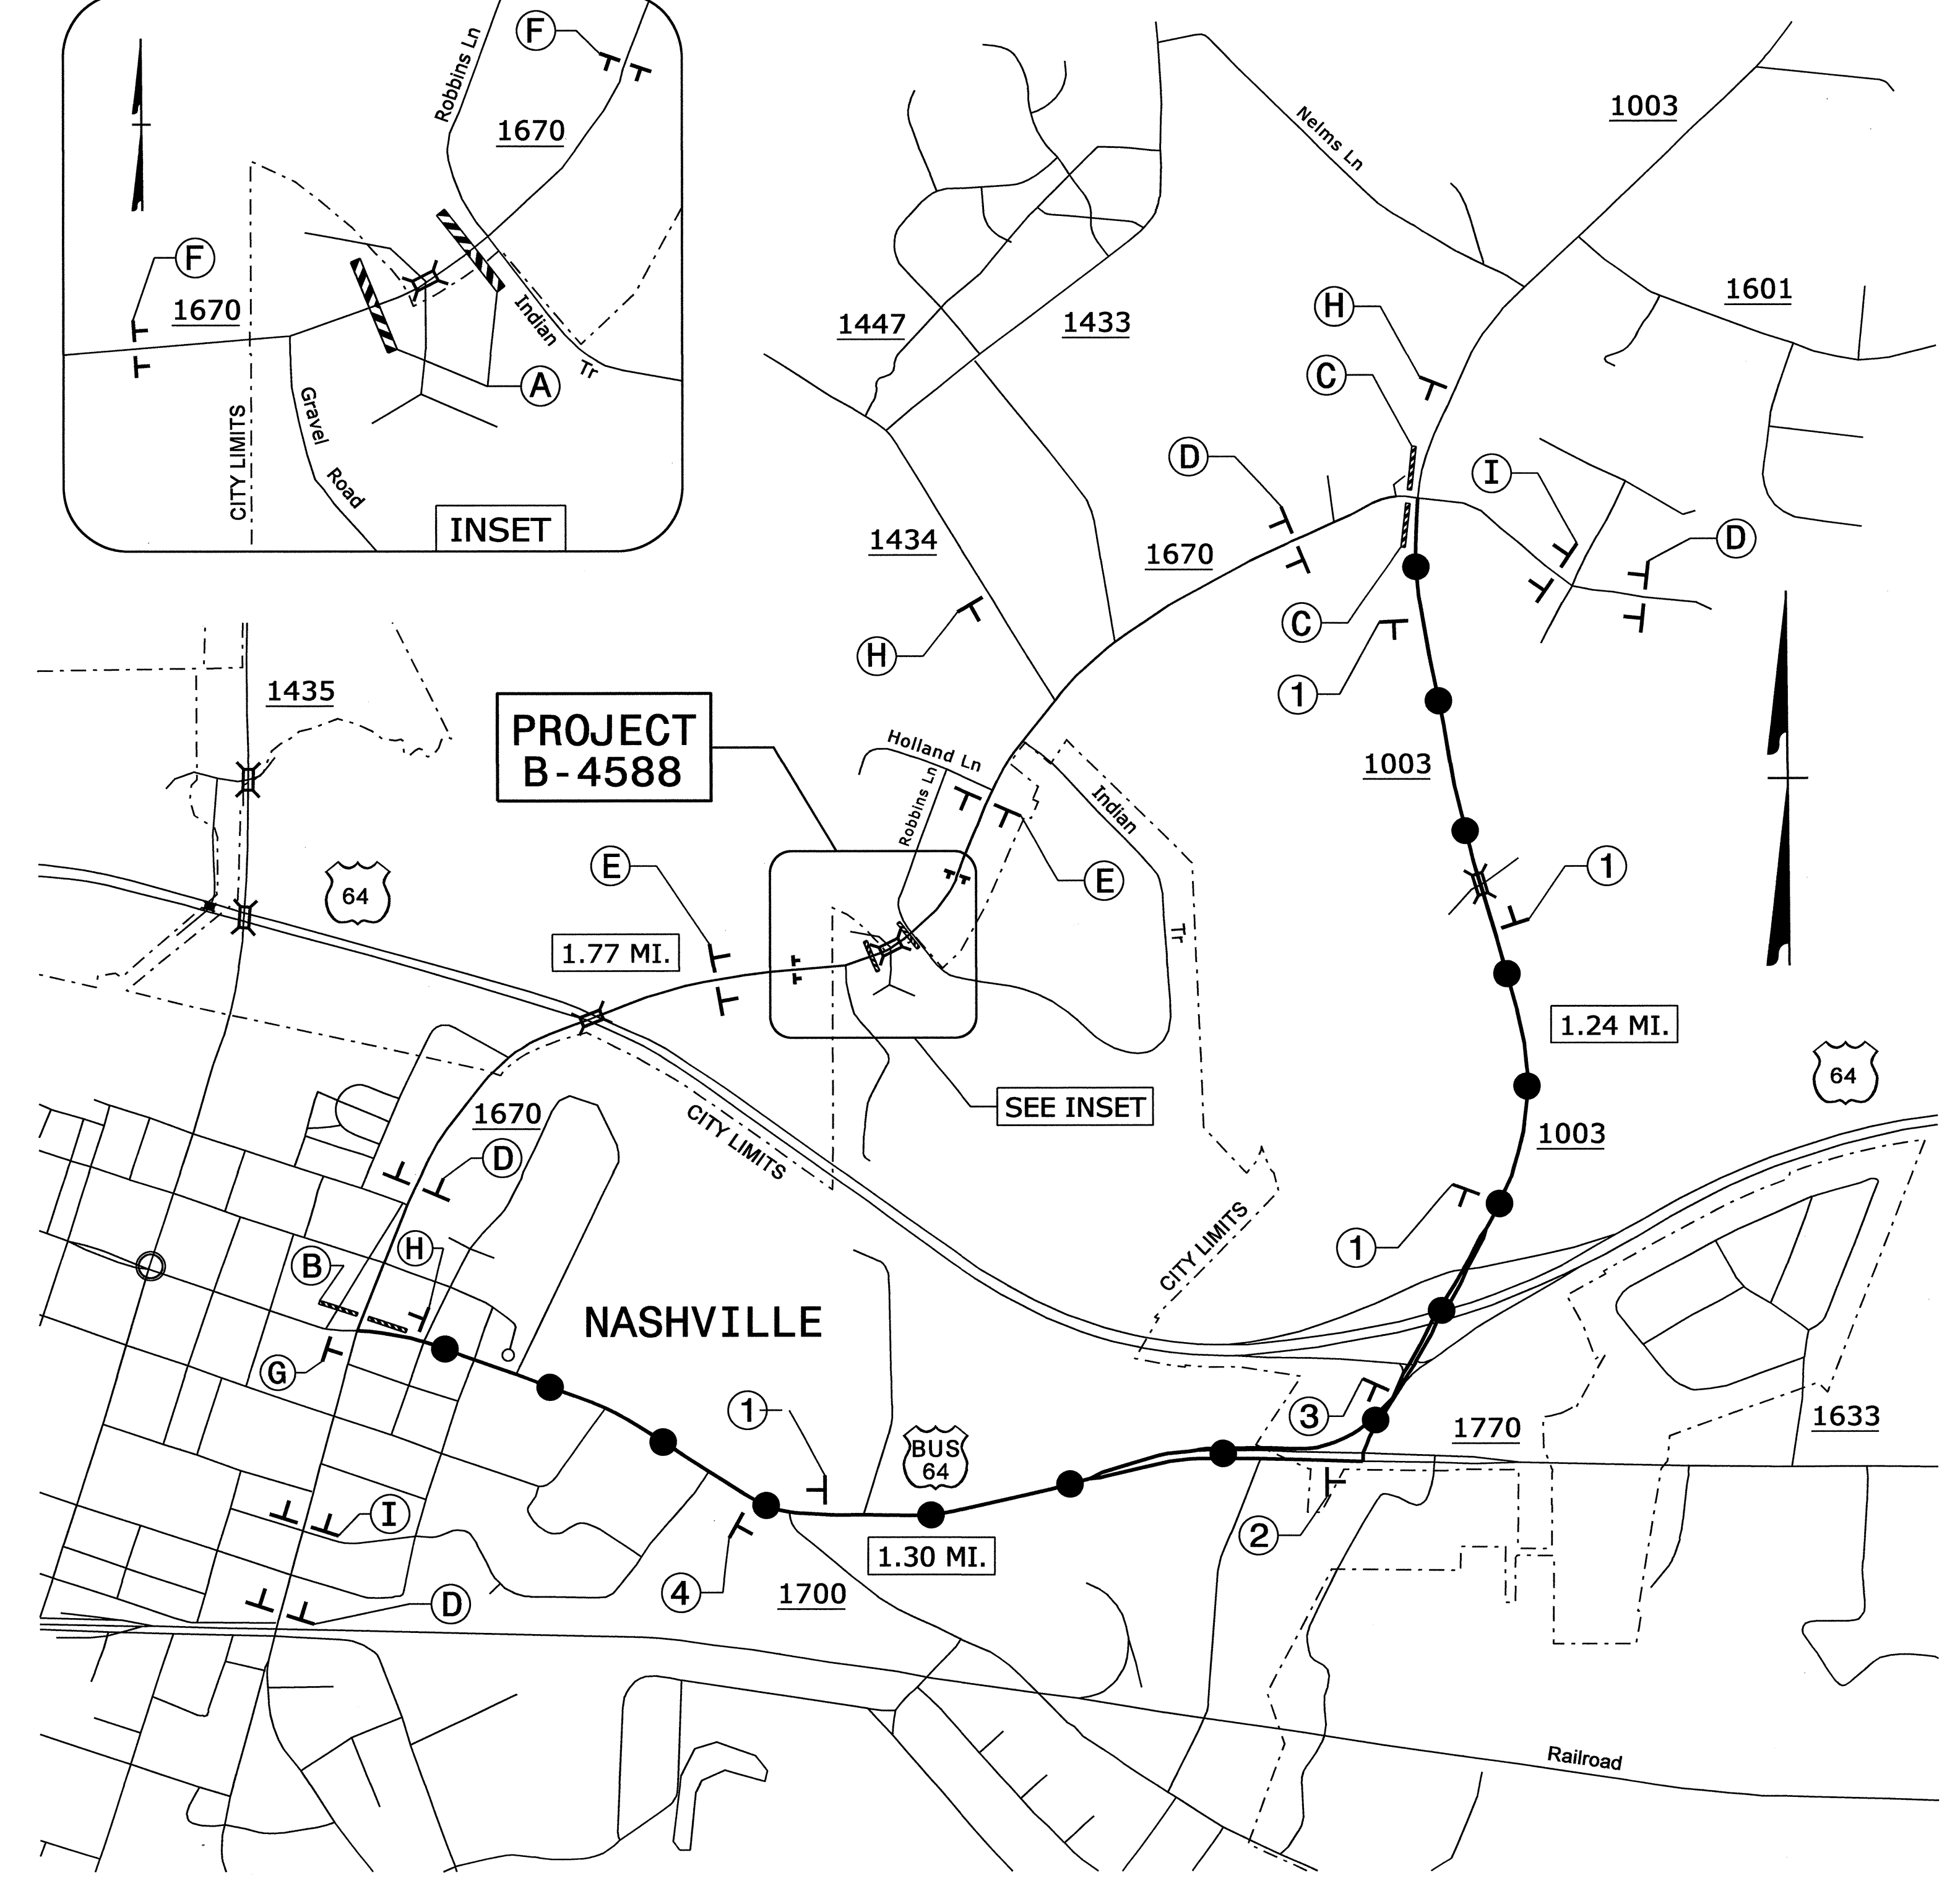 F
Robbins Ln
1670
F
1670
Indian
Tr
A
Gravel
Road
CITY LIMITS
INSET
1003
Nelms Ln
1601
H
1447
1433
C
D
I
1434
1670
D
C
H
1
1435
PROJECT
B-4588
Holland Ln
Robbins Ln
Indian
Tr
1003
E
E
1
64
1.77 MI.
1.24 MI.
64
SEE INSET
1670
CITY LIMITS
1003
D
CITY LIMITS
H
1
B
NASHVILLE
G
1
3
1770
1633
BUS
64
I
2
1.30 MI.
4
1700
D
Railroad